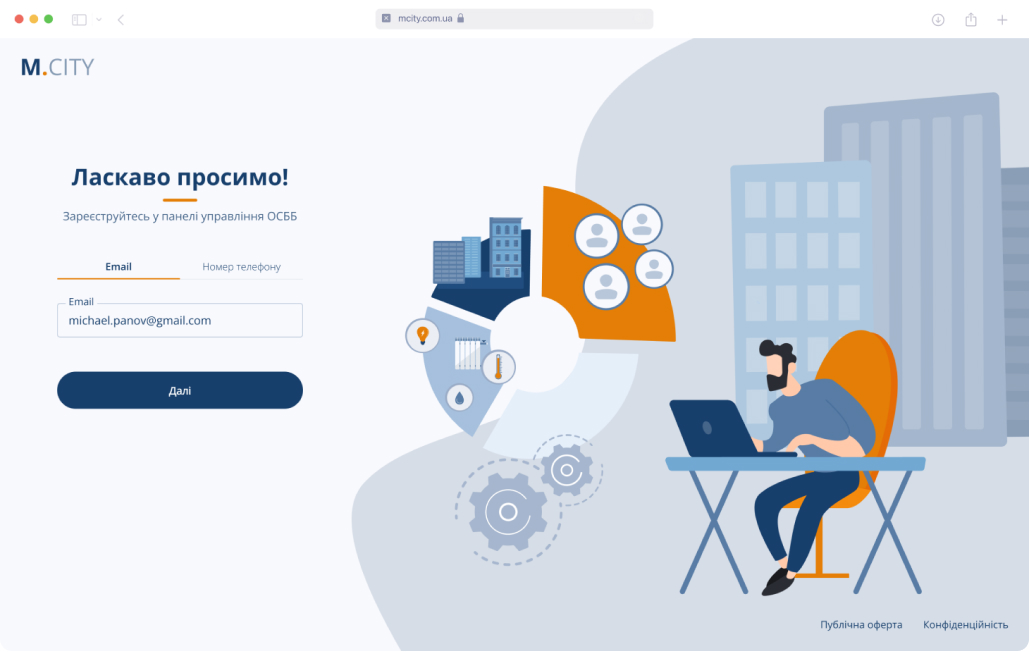 mcity.com.ua
M.CITY
Ласкаво просимо!
Зареєструйтесь у панелі управління ОСББ
Email
Номер телефону
Email
michael.panov@gmail.com
Далі
Публічна оферта
Конфіденційність